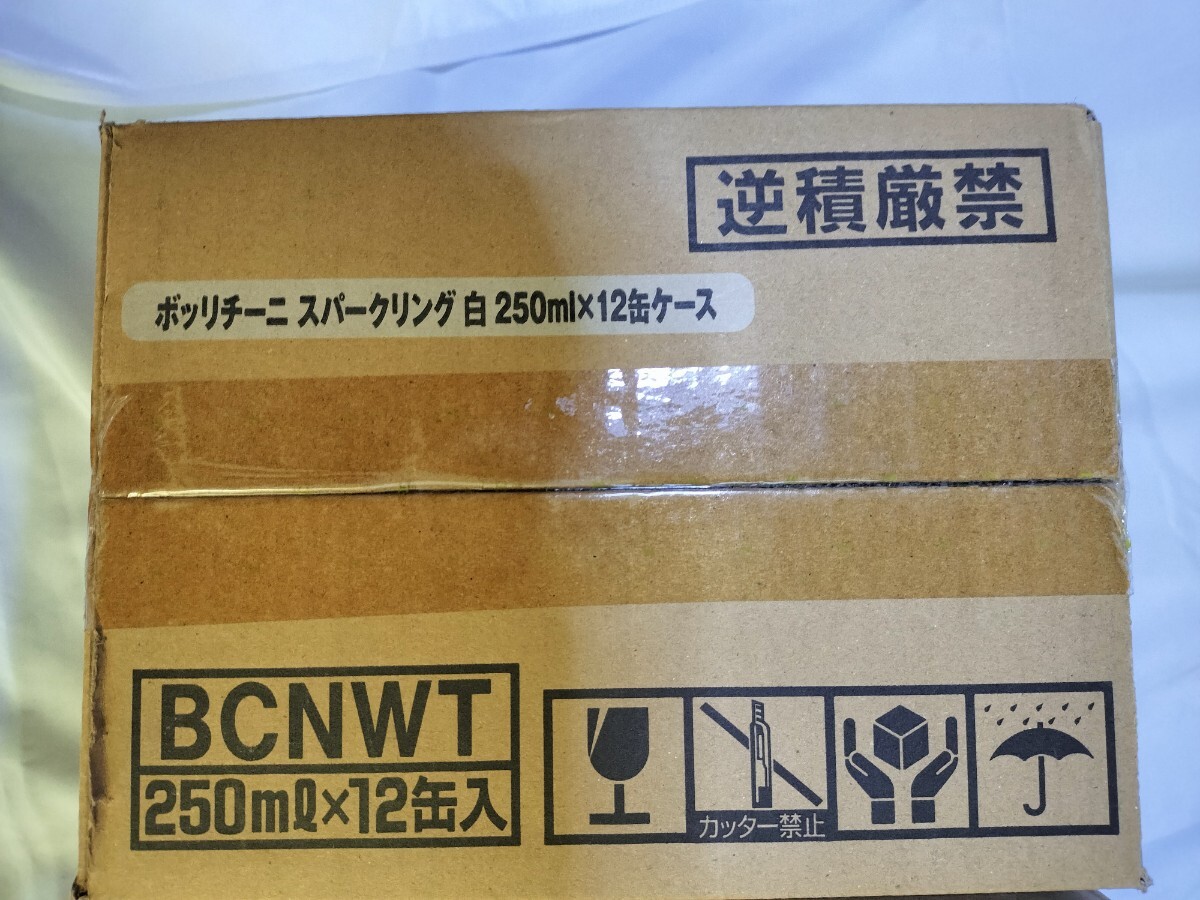 逆積厳禁
ボッリチーニ スパークリング 白 250ml×12缶ケース
BCNWT
250mℓ×12缶入
カッター禁止